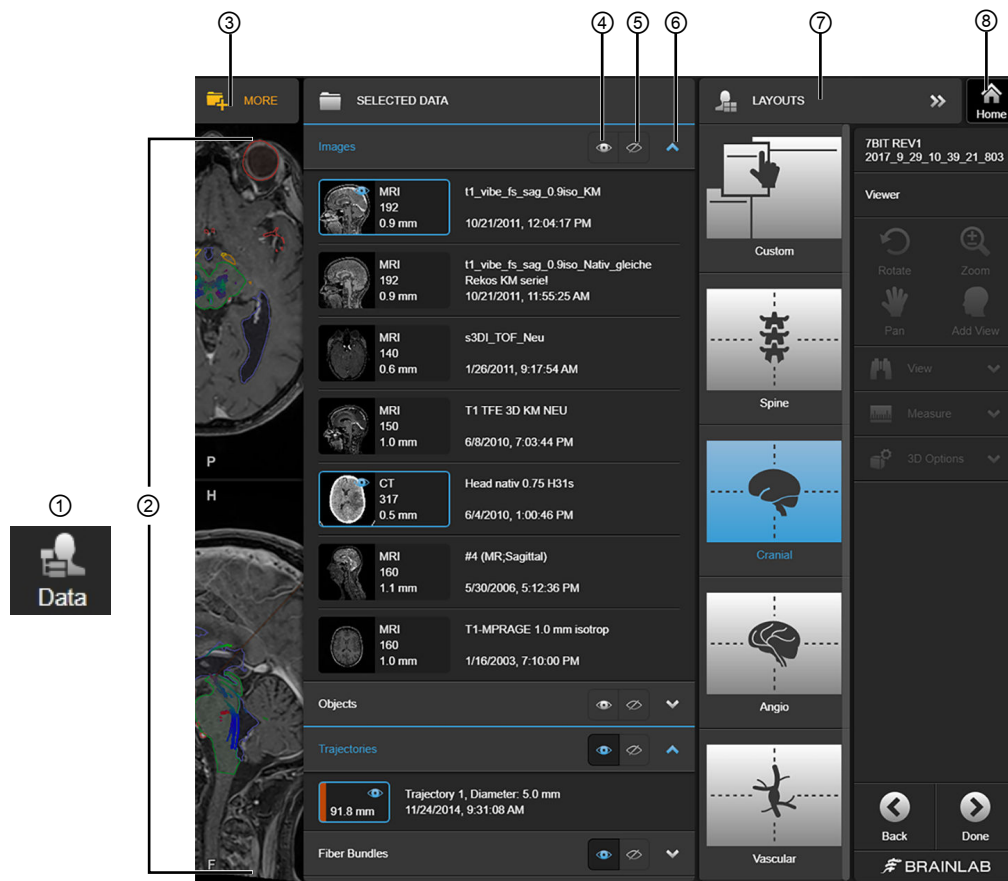 ③
④
⑤
⑥
⑦
⑧
MORE
SELECTED DATA
LAYOUTS
Home
Images
MRI
192
0.9 mm
t1_vibe_fs_sag_0.9iso_KM
10/21/2011, 12:04:17 PM
MRI
192
0.9 mm
t1_vibe_fs_sag_0.9iso_Nativ_gleiche
Rekos KM serie!
10/21/2011, 11:55:25 AM
MRI
140
0.6 mm
s3DI_TOF_Neu
1/26/2011, 9:17:54 AM
MRI
150
1.0 mm
T1 TFE 3D KM NEU
6/8/2010, 7:03:44 PM
CT
317
0.5 mm
Head nativ 0.75 H31s
6/4/2010, 1:00:46 PM
MRI
160
1.1 mm
#4 (MR,Sagittal)
5/30/2006, 5:12:36 PM
MRI
160
1.0 mm
T1-MPRAGE 1.0 mm isotrop
1/16/2003, 7:10:00 PM
Objects
Trajectories
91.8 mm
Trajectory 1, Diameter: 5.0 mm
11/24/2014, 9:31:08 AM
Fiber Bundles
P
H
F
①
Data
②
Custom
Spine
Cranial
Angio
Vascular
7BIT REV1
2017_9_29_10_39_21_803
Viewer
Rotate
Zoom
Pan
Add View
View
Measure
3D Options
Back
Done
BRAINLAB